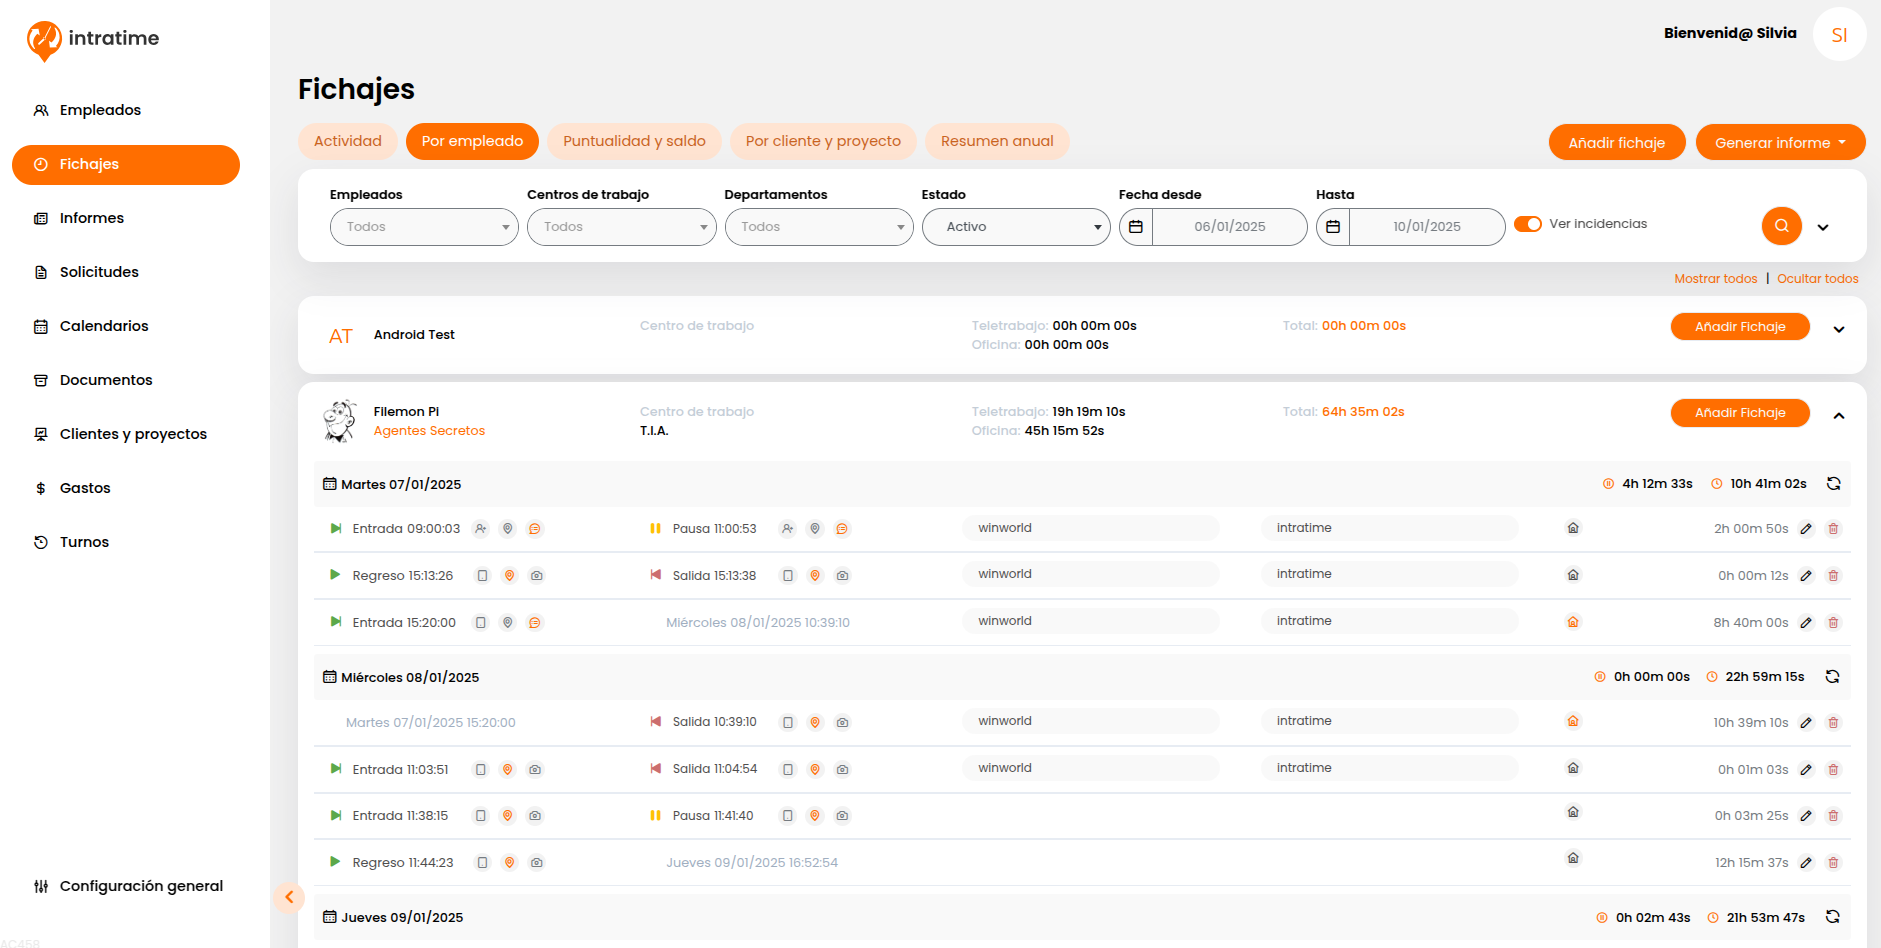 intratime
Bienvenid@ Silvia
SI
Empleados
Fichajes
Informes
Solicitudes
Calendarios
Documentos
Clientes y proyectos
Gastos
Turnos
Configuración general
AC458
Fichajes
Actividad Por empleado Puntualidad y saldo Por cliente y proyecto Resumen anual Añadir fichaje Generar informe
Empleados Centros de trabajo Departamentos Estado Fecha desde Hasta
Todos Todos Todos Activo 06/01/2025 10/01/2025 Ver incidencias
Mostrar todos | Ocultar todos
AT Android Test Centro de trabajo Teletrabajo: 00h 00m 00s Total: 00h 00m 00s Añadir Fichaje
Oficina: 00h 00m 00s
Filemon Pi Centro de trabajo Teletrabajo: 19h 19m 10s Total: 64h 35m 02s Añadir Fichaje
Agentes Secretos T.I.A. Oficina: 45h 15m 52s
Martes 07/01/2025 4h 12m 33s 10h 41m 02s
Entrada 09:00:03 Pausa 11:00:53 winworld intratime 2h 00m 50s
Regreso 15:13:26 Salida 15:13:38 winworld intratime 0h 00m 12s
Entrada 15:20:00 Miércoles 08/01/2025 10:39:10 winworld intratime 8h 40m 00s
Miércoles 08/01/2025 0h 00m 00s 22h 59m 15s
Martes 07/01/2025 15:20:00 Salida 10:39:10 winworld intratime 10h 39m 10s
Entrada 11:03:51 Salida 11:04:54 winworld intratime 0h 01m 03s
Entrada 11:38:15 Pausa 11:41:40 0h 03m 25s
Regreso 11:44:23 Jueves 09/01/2025 16:52:54 12h 15m 37s
Jueves 09/01/2025 0h 02m 43s 21h 53m 47s